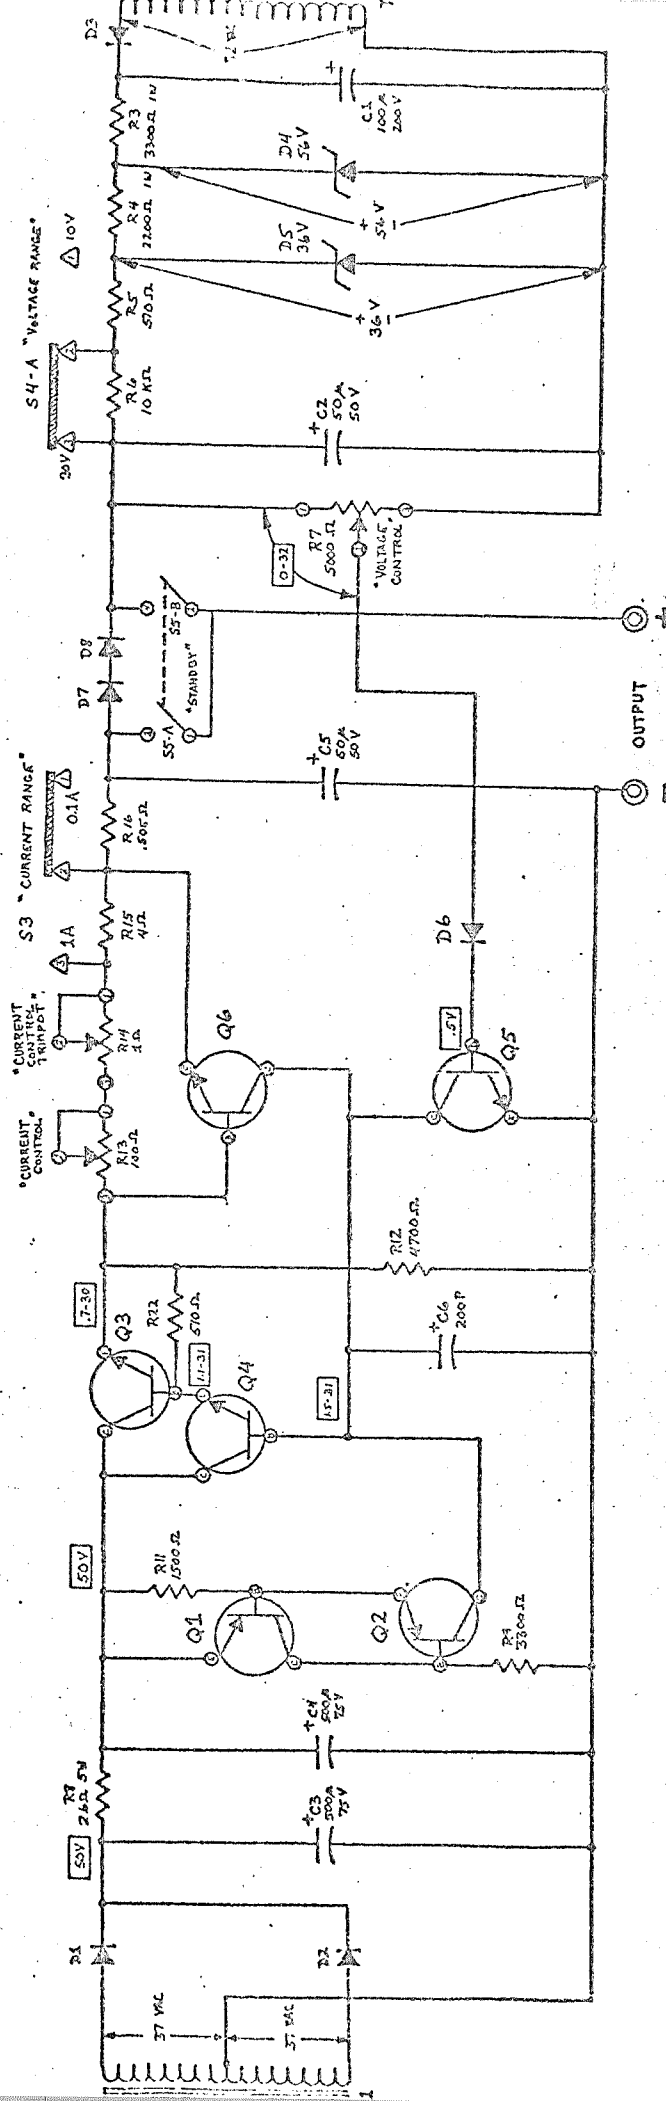 37 VAC
37 VAC
1
D1
D2
50V
R8
26Ω 5W
+C3
500μ
75V
+C4
500μ
75V
50V
R11
1500Ω
Q1
Q2
R9
3300Ω
.7-30
Q3
R22
510Ω
1.1-31
Q4
1.5-31
+C6
200P
R12
4700Ω
"CURRENT
CONTROL"
R13
100Ω
"CURRENT
CONTROL
TRIMPOT"
R14
1Ω
Q6
.5V
Q5
D6
S3 "CURRENT RANGE"
1A
0.1A
R15
4Ω
R16
.505Ω
+C5
50μ
50V
D7
D8
S5-A
S5-B
"STANDBY"
OUTPUT
-
+
0-32
R7
5000Ω
"VOLTAGE
CONTROL"
+C2
50μ
50V
S4-A "VOLTAGE RANGE"
30V
10V
R6
10KΩ
R5
510Ω
R4
2200Ω 1W
R3
3300Ω 1W
D5
36V
+
36V
-
D4
56V
+
56V
-
+
C1
100μ
200V
D3